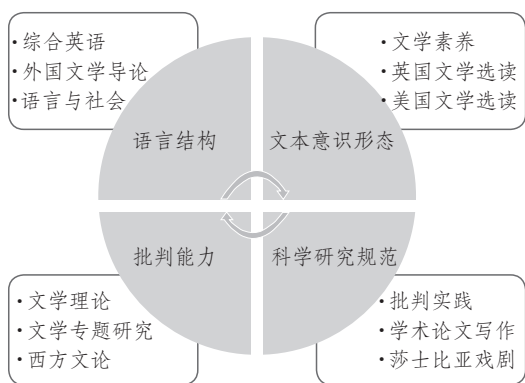 ·综合英语
·外国文学导论
·语言与社会
·文学素养
·英国文学选读
·美国文学选读
语言结构
文本意识形态
批判能力
科学研究规范
·文学理论
·文学专题研究
·西方文论
·批判实践
·学术论文写作
·莎士比亚戏剧